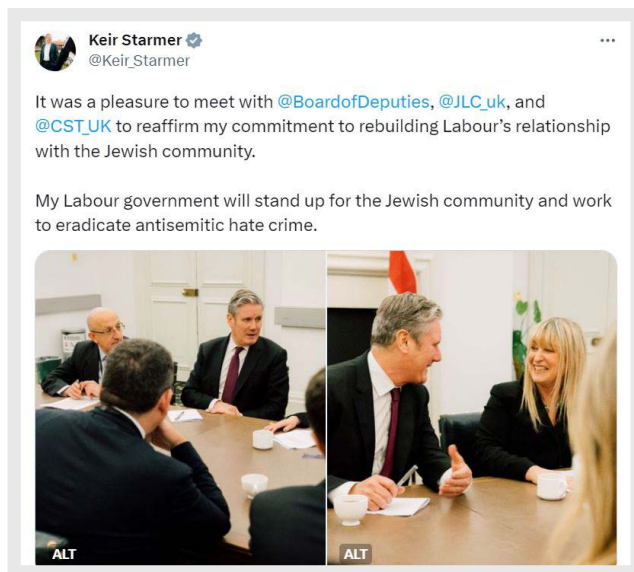 Keir Starmer
@Keir_Starmer
It was a pleasure to meet with @BoardofDeputies, @JLC_uk, and
@CST_UK to reaffirm my commitment to rebuilding Labour’s relationship
with the Jewish community.
My Labour government will stand up for the Jewish community and work
to eradicate antisemitic hate crime.
ALT
ALT